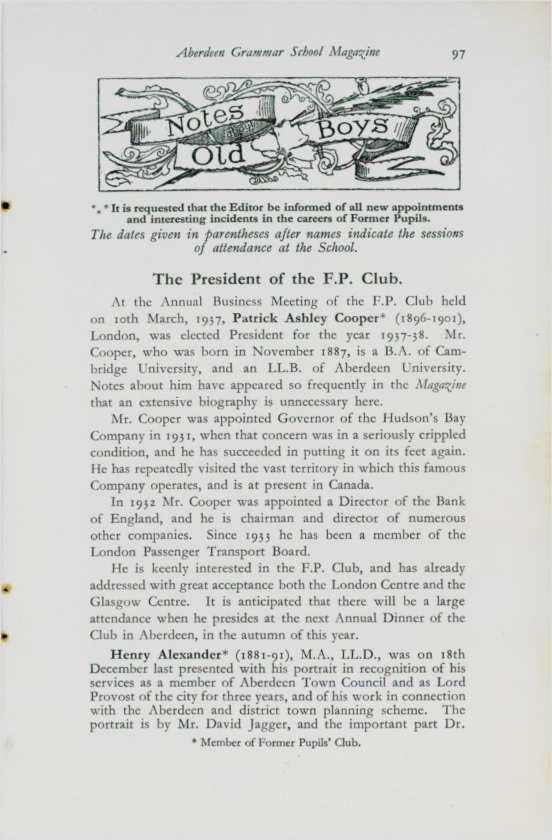 Aberdeen Grammar School Magazine 97
Notes
Old Boys
*** It is requested that the Editor be informed of all new appointments
and interesting incidents in the careers of Former Pupils.
The dates given in parentheses after names indicate the sessions
of attendance at the School.
The President of the F.P. Club.
At the Annual Business Meeting of the F.P. Club held
on 10th March, 1937, Patrick Ashley Cooper* (1896-1901),
London, was elected President for the year 1937-38. Mr.
Cooper, who was born in November 1887, is a B.A. of Cam-
bridge University, and an LL.B. of Aberdeen University.
Notes about him have appeared so frequently in the Magazine
that an extensive biography is unnecessary here.
Mr. Cooper was appointed Governor of the Hudson's Bay
Company in 1931, when that concern was in a seriously crippled
condition, and he has succeeded in putting it on its feet again.
He has repeatedly visited the vast territory in which this famous
Company operates, and is at present in Canada.
In 1932 Mr. Cooper was appointed a Director of the Bank
of England, and he is chairman and director of numerous
other companies. Since 1933 he has been a member of the
London Passenger Transport Board.
He is keenly interested in the F.P. Club, and has already
addressed with great acceptance both the London Centre and the
Glasgow Centre. It is anticipated that there will be a large
attendance when he presides at the next Annual Dinner of the
Club in Aberdeen, in the autumn of this year.
Henry Alexander* (1881-91), M.A., LL.D., was on 18th
December last presented with his portrait in recognition of his
services as a member of Aberdeen Town Council and as Lord
Provost of the city for three years, and of his work in connection
with the Aberdeen and district town planning scheme. The
portrait is by Mr. David Jagger, and the important part Dr.
* Member of Former Pupils' Club.